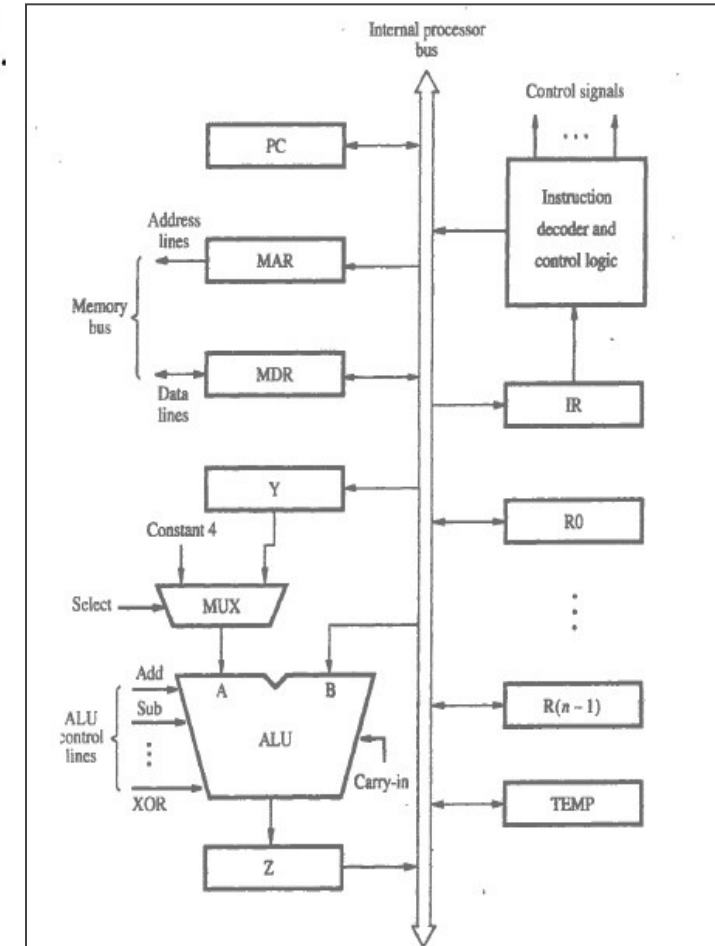 Internal processor
bus
Control signals
...
PC
Instruction
decoder and
control logic
Address
lines
MAR
Memory
bus
MDR
Data
lines
IR
Y
Constant 4
R0
Select
MUX
Add
A
B
Sub
ALU
control
lines
ALU
R(n - 1)
Carry-in
XOR
TEMP
Z